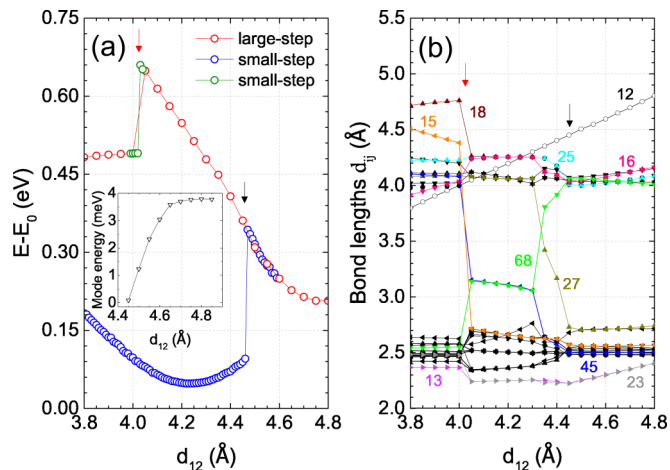 (a)
large-step
small-step
small-step
E-E₀ (eV)
0.75
0.60
0.45
0.30
0.15
0.00
3.8 4.0 4.2 4.4 4.6 4.8
d₁₂ (Å)
Mode energy (meV)
4
3
2
1
0
4.4 4.6 4.8
d₁₂ (Å)
(b)
Bond lengths dᵢⱼ (Å)
5.0
4.5
4.0
3.5
3.0
2.5
2.0
12
18
15
25
16
68
27
13
45
23
3.8 4.0 4.2 4.4 4.6 4.8
d₁₂ (Å)